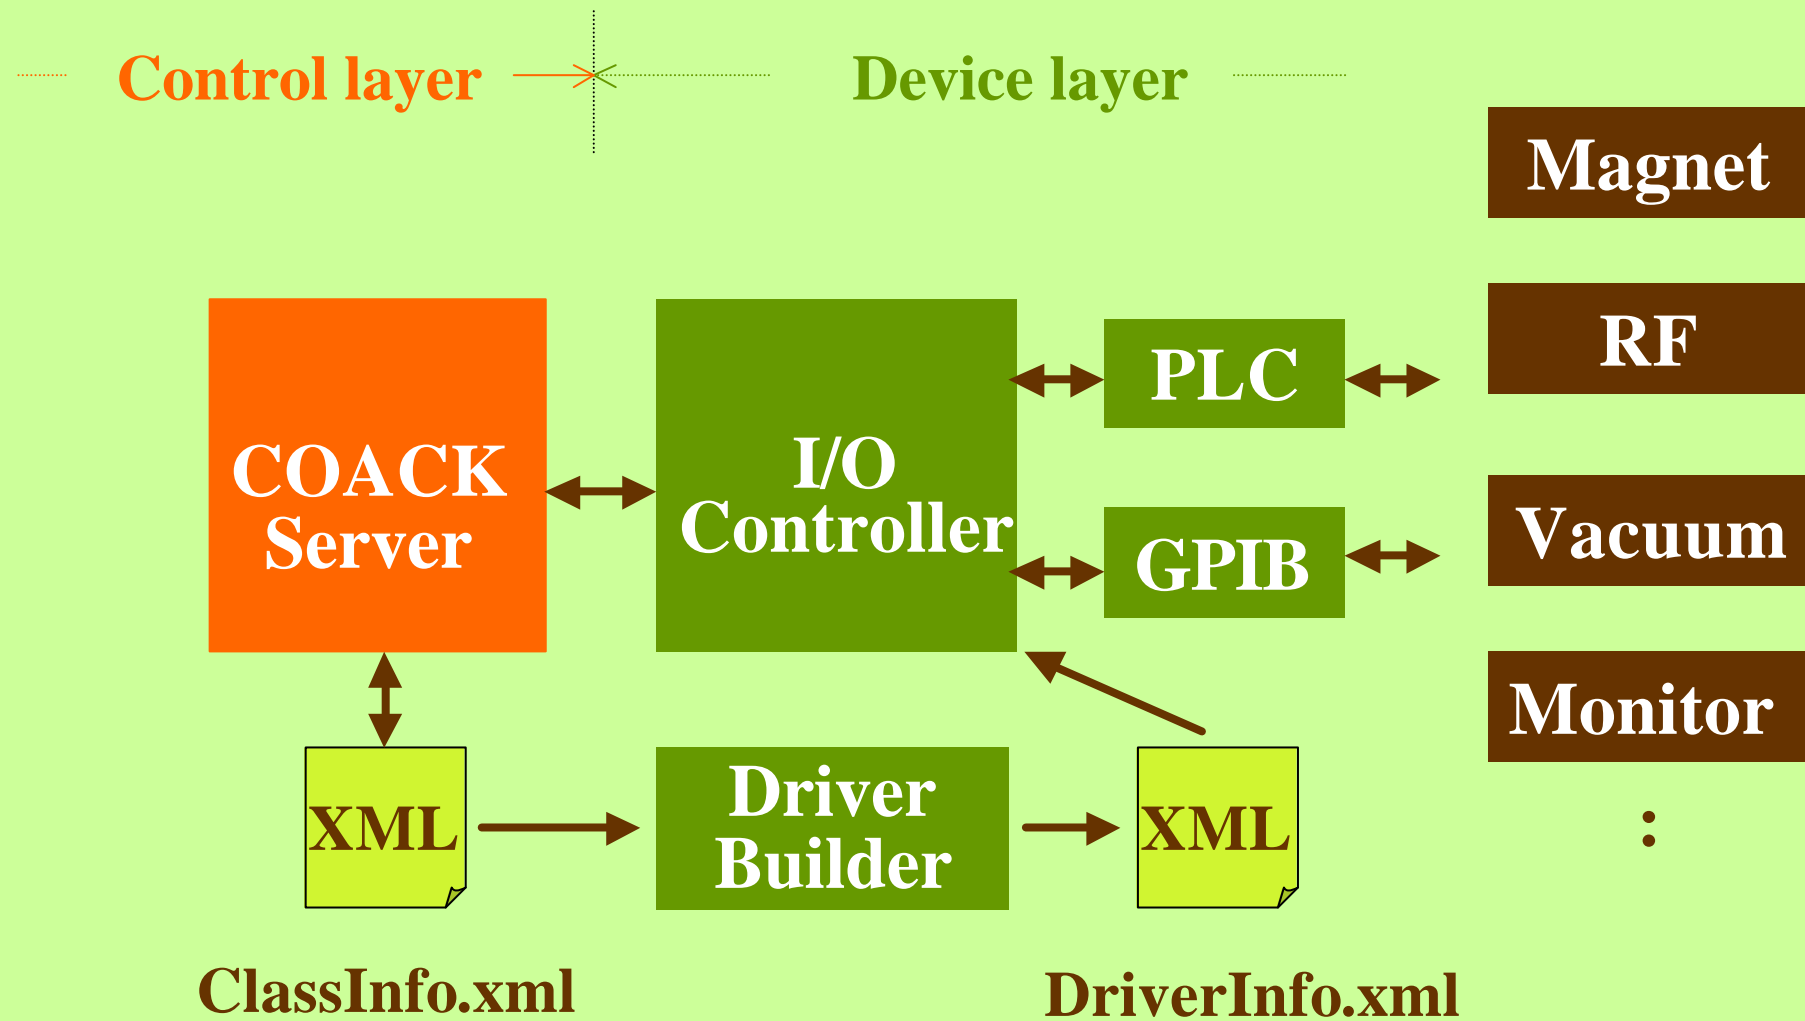 Control layer
Device layer
Magnet
RF
COACK
Server
I/O
Controller
PLC
GPIB
Vacuum
Monitor
:
XML
Driver
Builder
XML
ClassInfo.xml
DriverInfo.xml